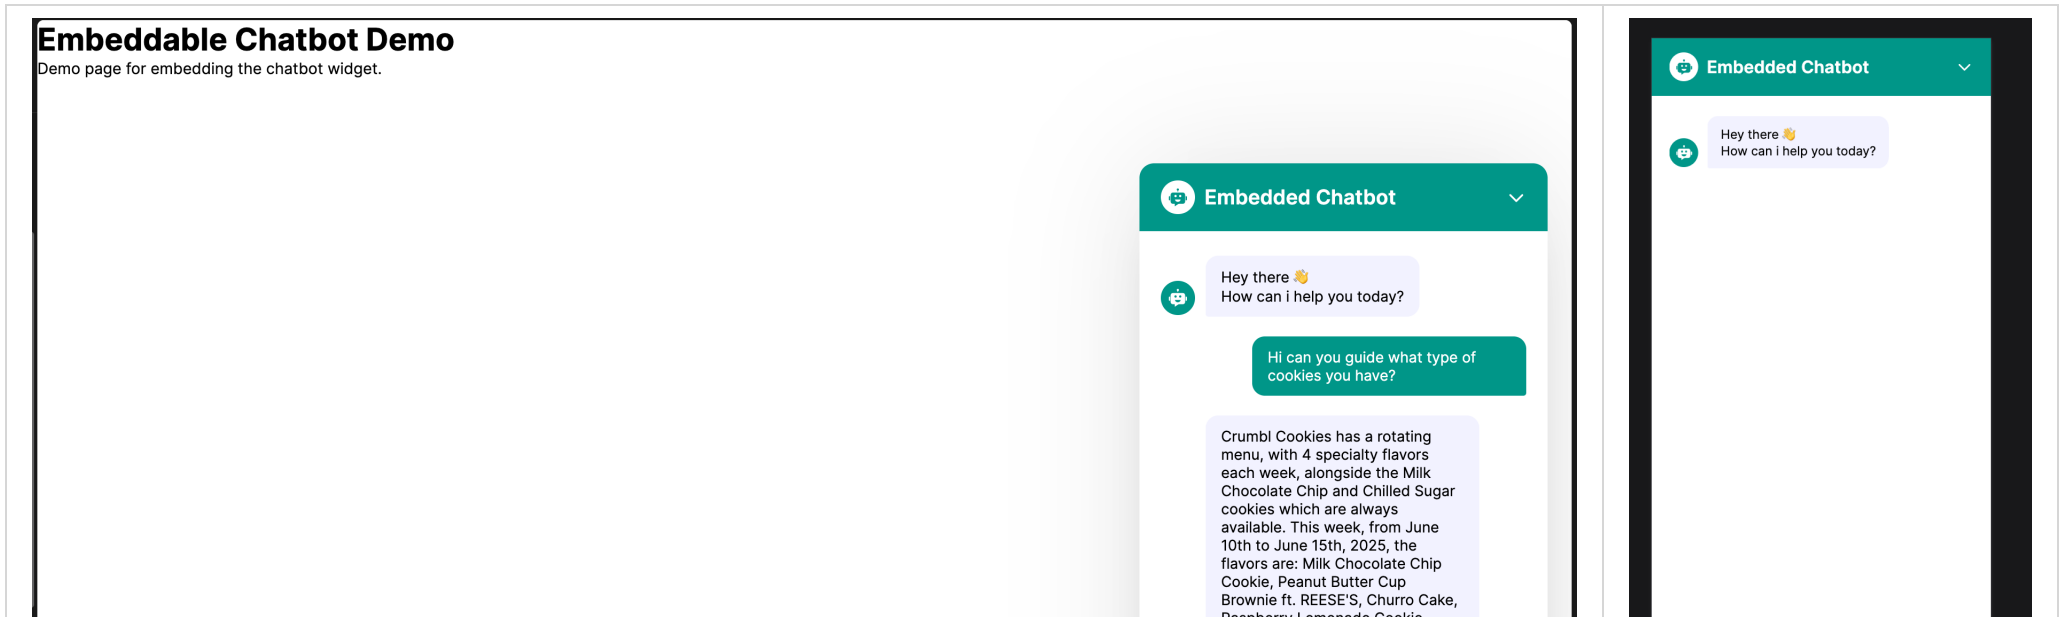 Embeddable Chatbot Demo
Demo page for embedding the chatbot widget.
Embedded Chatbot
Hey there 👋
How can i help you today?
Hi can you guide what type of
cookies you have?
Crumbl Cookies has a rotating
menu, with 4 specialty flavors
each week, alongside the Milk
Chocolate Chip and Chilled Sugar
cookies which are always
available. This week, from June
10th to June 15th, 2025, the
flavors are: Milk Chocolate Chip
Cookie, Peanut Butter Cup
Brownie ft. REESE'S, Churro Cake,
Raspberry Lemonade Cookie
Embedded Chatbot
Hey there 👋
How can i help you today?